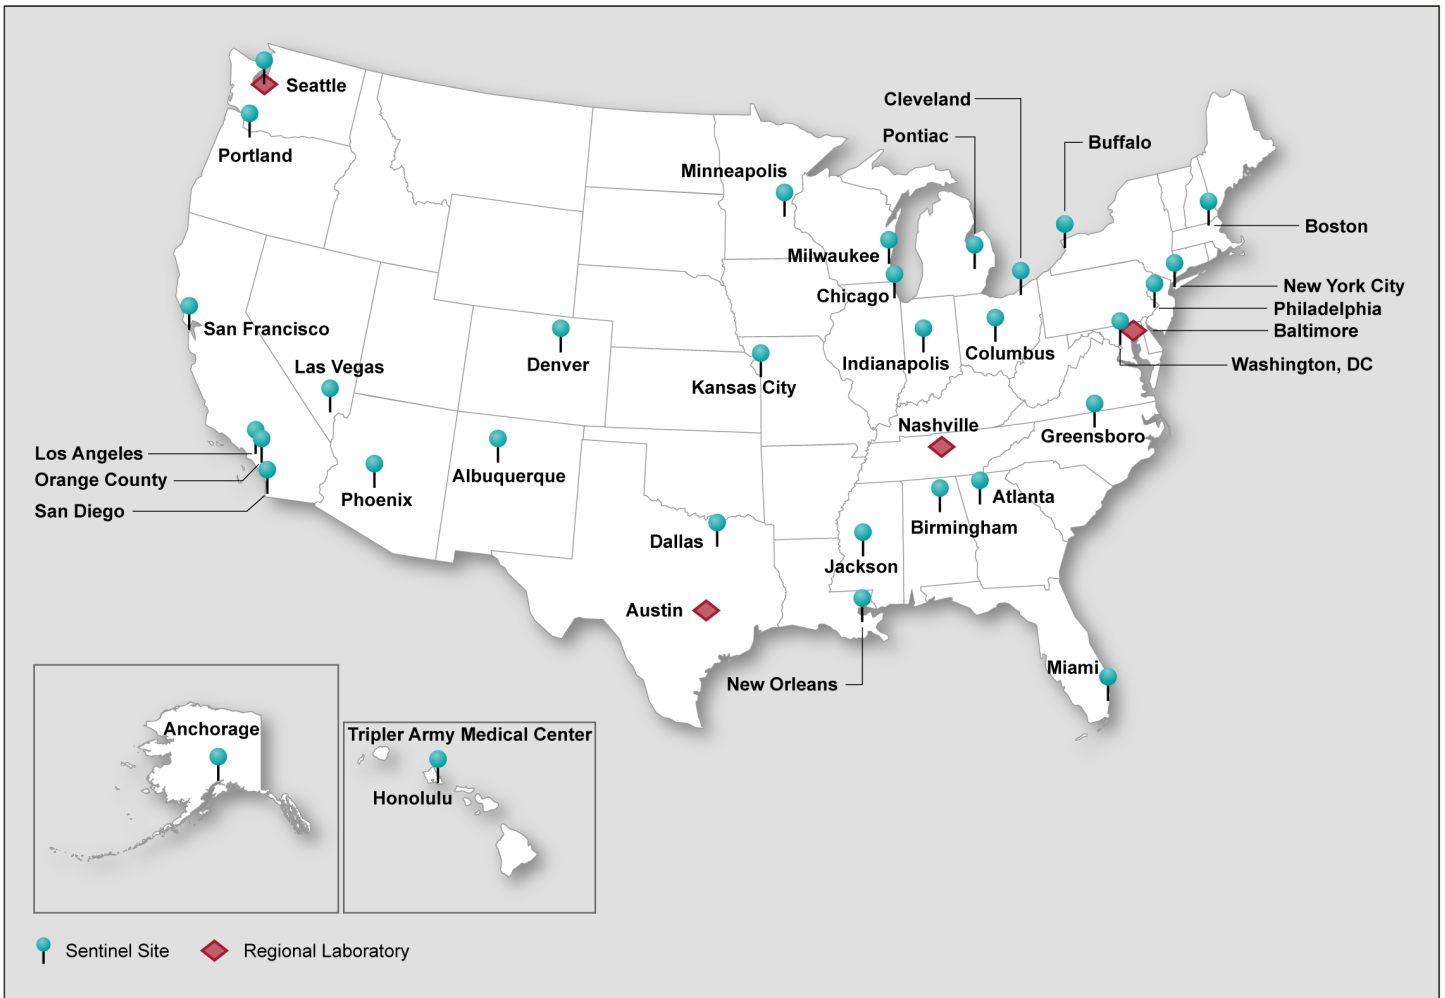 Cleveland
Seattle
Pontiac
Buffalo
Portland
Minneapolis
Boston
Milwaukee
New York City
Chicago
Philadelphia
San Francisco
Baltimore
Columbus
Indianapolis
Denver
Washington, DC
Las Vegas
Kansas City
Nashville
Greensboro
Los Angeles
Albuquerque
Orange County
Phoenix
Atlanta
San Diego
Birmingham
Dallas
Jackson
Austin
Miami
New Orleans
Anchorage
Tripler Army Medical Center
Honolulu
Sentinel Site
Regional Laboratory